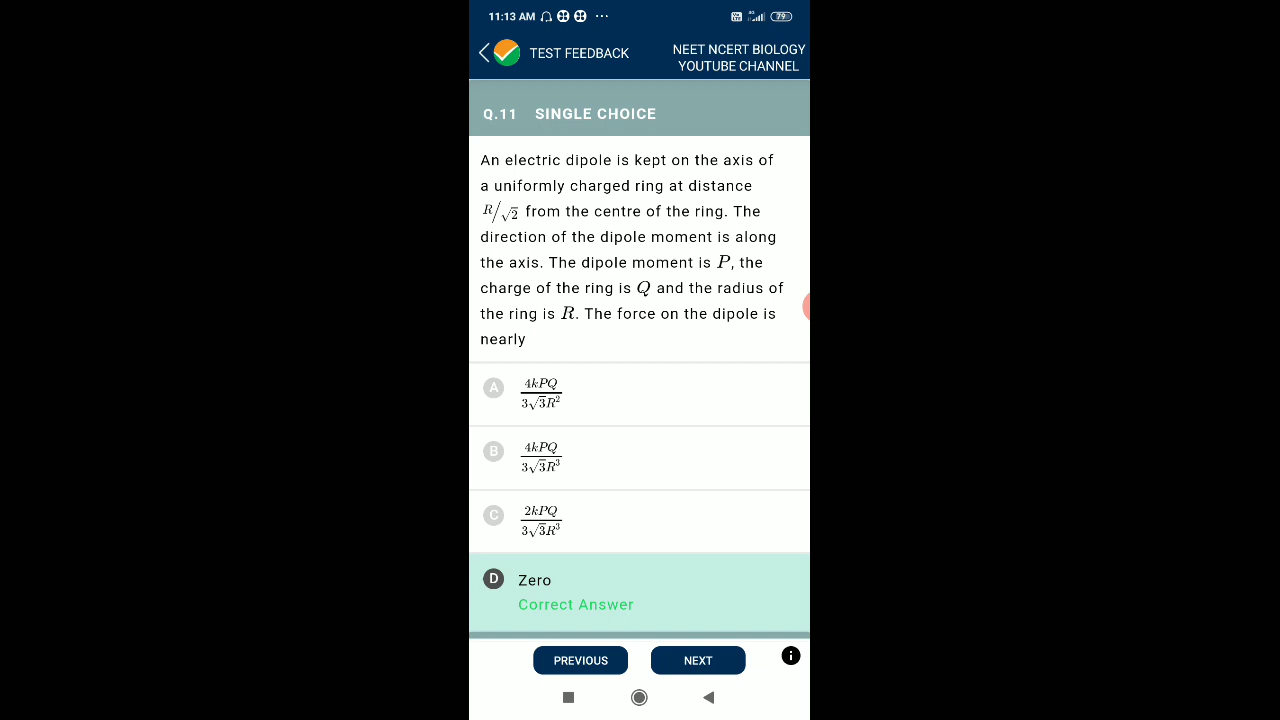 11:13 AM ...
Vo LTE 4G 79
TEST FEEDBACK
NEET NCERT BIOLOGY
YOUTUBE CHANNEL
Q.11 SINGLE CHOICE
An electric dipole is kept on the axis of
a uniformly charged ring at distance
R/√2 from the centre of the ring. The
direction of the dipole moment is along
the axis. The dipole moment is P, the
charge of the ring is Q and the radius of
the ring is R. The force on the dipole is
nearly
A 4kPQ
3√3R²
B 4kPQ
3√3R³
C 2kPQ
3√3R³
D Zero
Correct Answer
PREVIOUS NEXT i